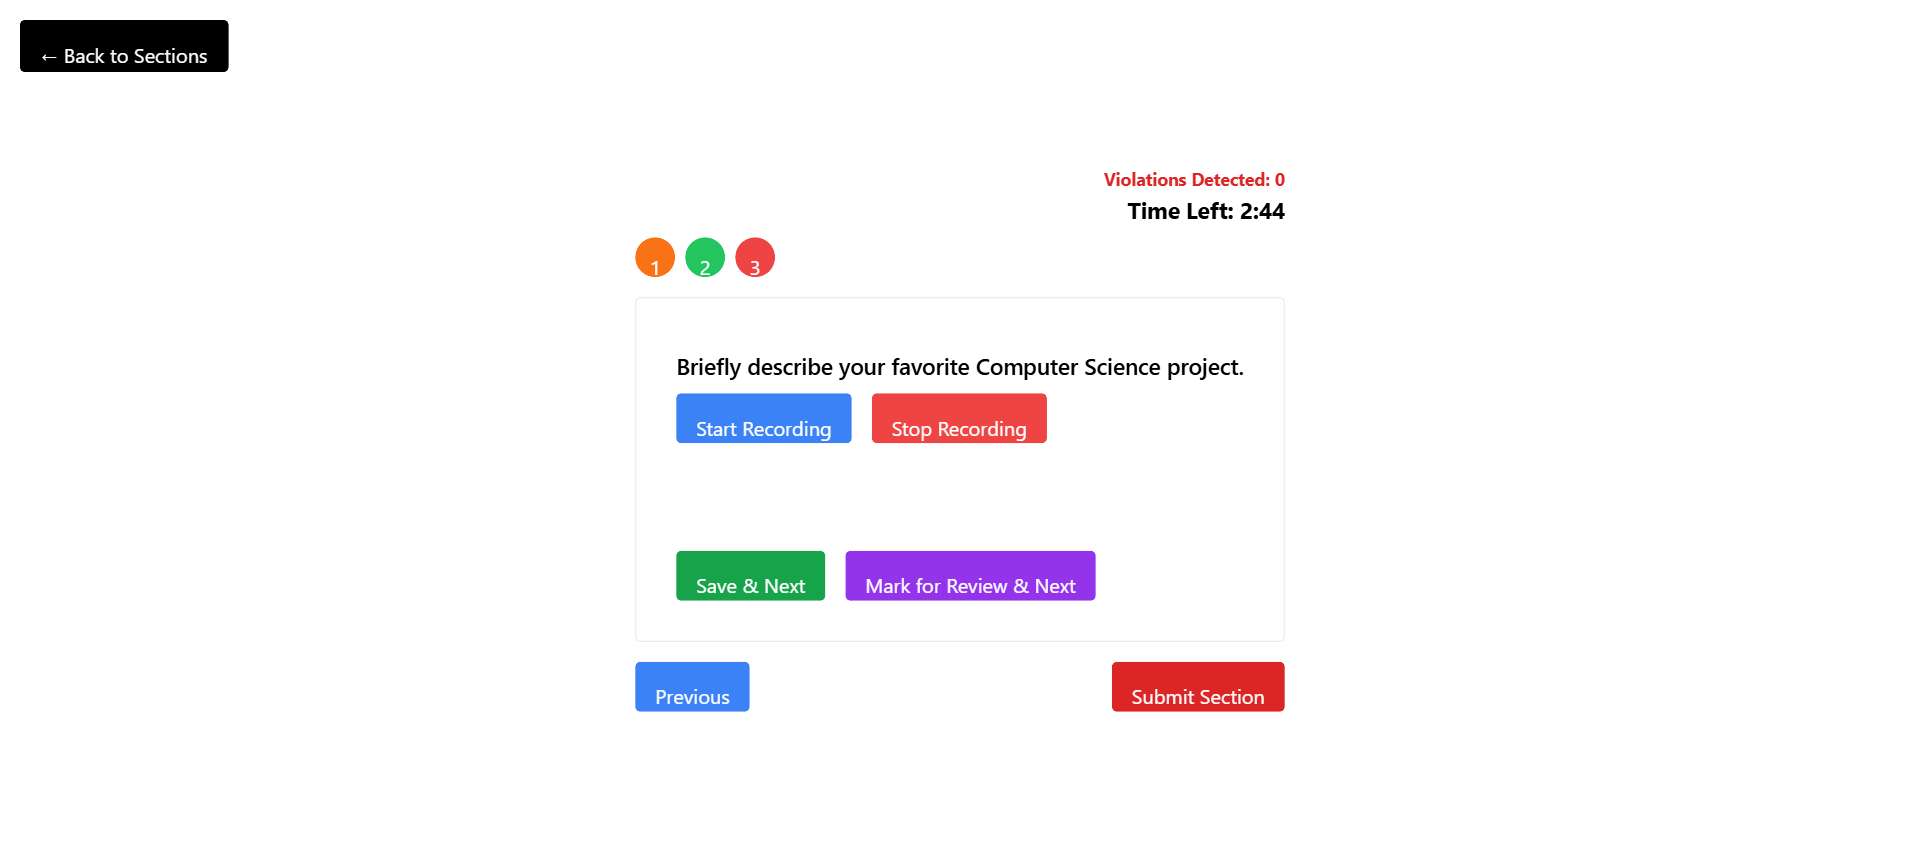 ← Back to Sections
Violations Detected: 0
Time Left: 2:44
1 2 3
Briefly describe your favorite Computer Science project.
Start Recording Stop Recording
Save & Next Mark for Review & Next
Previous Submit Section